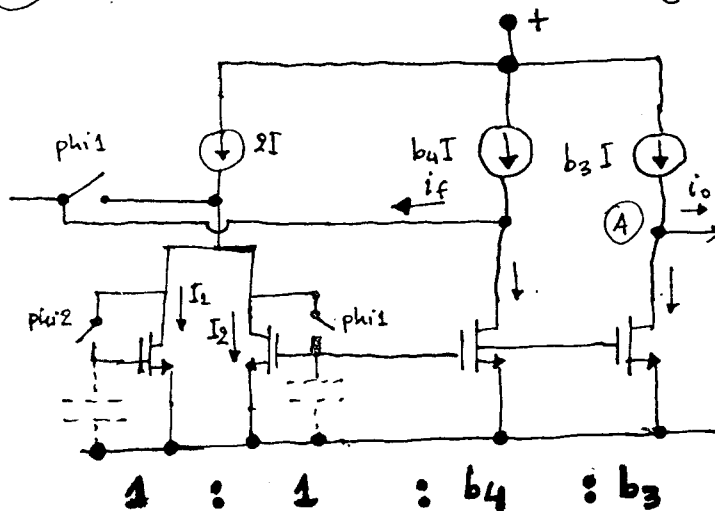 +
phi1
2I
b4I
b3I
if
io
A
I1
phi2
I2
phi1
1 : 1 : b4 : b3